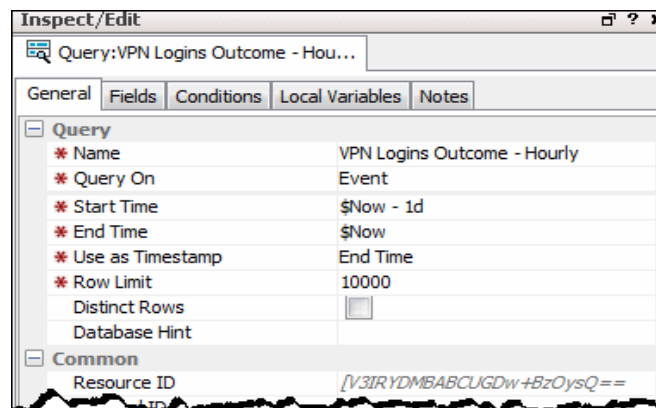 Inspect/Edit
Query:VPN Logins Outcome - Hou...
General Fields Conditions Local Variables Notes
Query
* Name VPN Logins Outcome - Hourly
* Query On Event
* Start Time $Now - 1d
* End Time $Now
* Use as Timestamp End Time
* Row Limit 10000
Distinct Rows
Database Hint
Common
Resource ID [V3IRYDMBABCUGDw+BzOysQ==